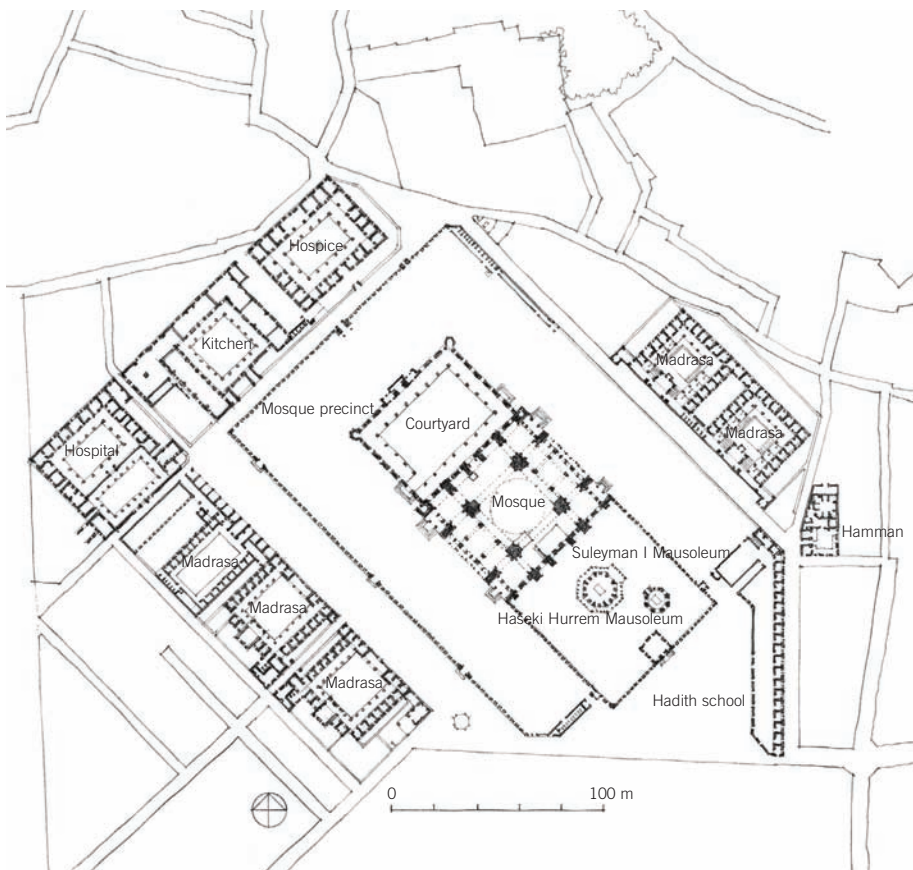 Hospice
Kitchen
Madrasa
Mosque precinct
Courtyard
Madrasa
Hospital
Mosque
Hamman
Suleyman I Mausoleum
Madrasa
Madrasa
Haseki Hurrem Mausoleum
Madrasa
Hadith school
0 100 m